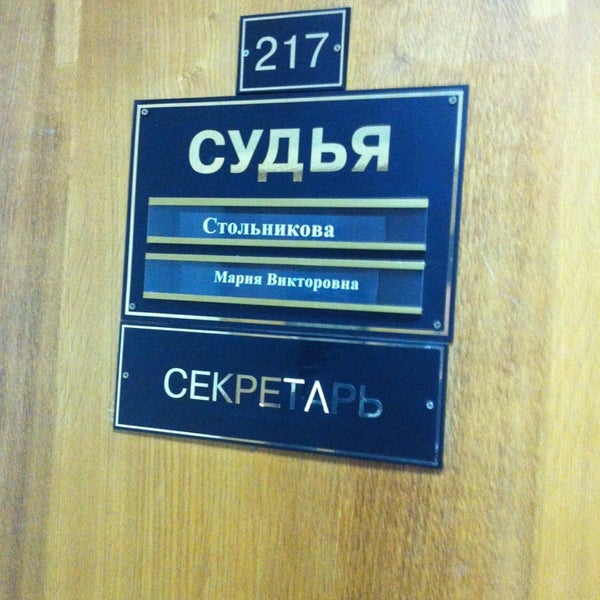 217
СУДЬЯ
Стольникова
Мария Викторовна
СЕКРЕТАРЬ